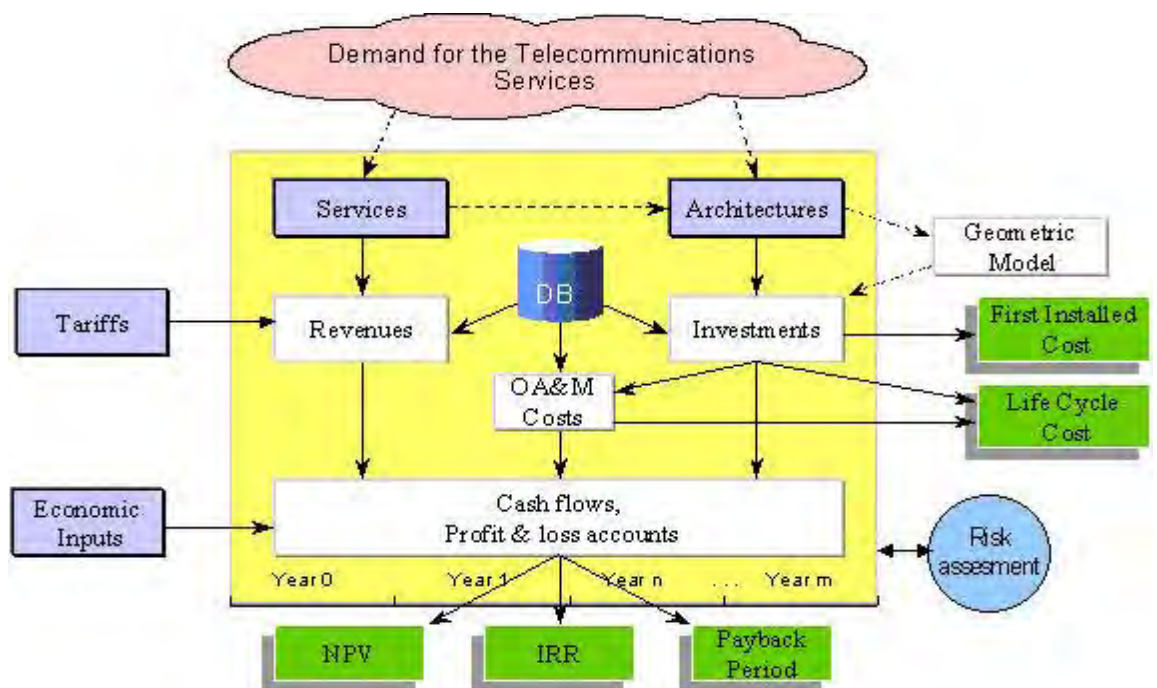 Demand for the Telecommunications
Services
Services
Architectures
Geometric
Model
DB
Tariffs
Revenues
Investments
First Installed
Cost
OA&M
Costs
Life Cycle
Cost
Economic
Inputs
Cash flows,
Profit & loss accounts
Risk
assesment
Year 0 Year 1 Year n ... Year m
NPV
IRR
Payback
Period